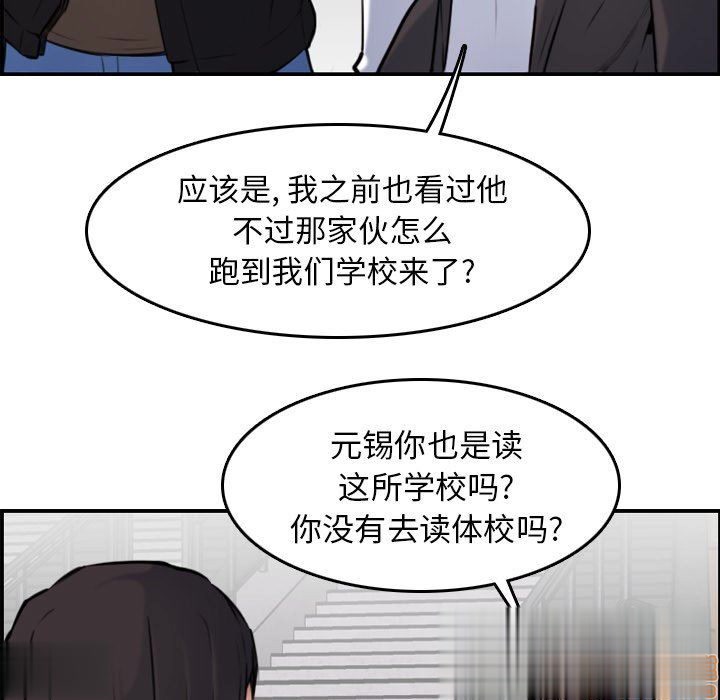 应该是, 我之前也看过他
不过那家伙怎么
跑到我们学校来了?
元锡你也是读
这所学校吗?
你没有去读体校吗?